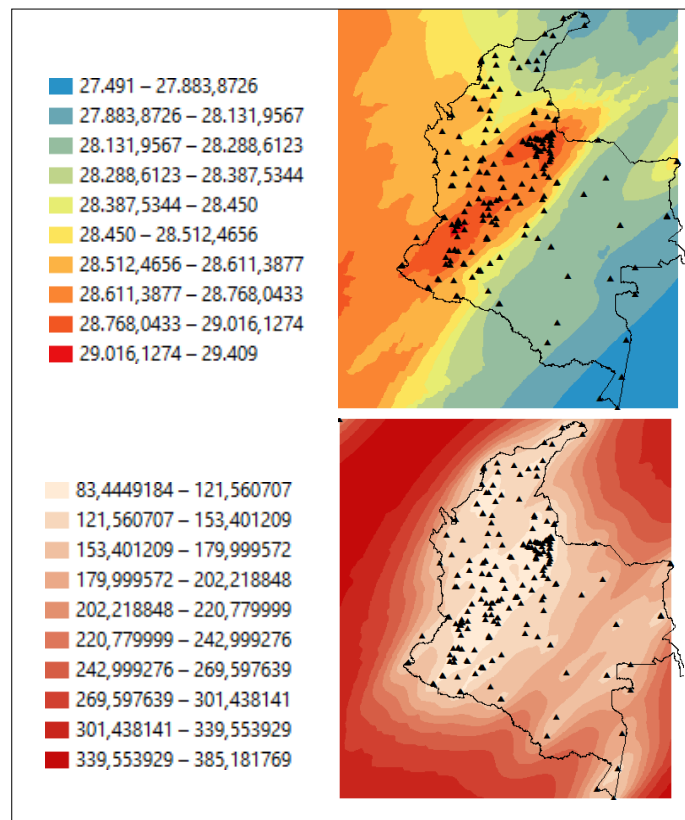 27.491 – 27.883,8726
27.883,8726 – 28.131,9567
28.131,9567 – 28.288,6123
28.288,6123 – 28.387,5344
28.387,5344 – 28.450
28.450 – 28.512,4656
28.512,4656 – 28.611,3877
28.611,3877 – 28.768,0433
28.768,0433 – 29.016,1274
29.016,1274 – 29.409
83,4449184 – 121,560707
121,560707 – 153,401209
153,401209 – 179,999572
179,999572 – 202,218848
202,218848 – 220,779999
220,779999 – 242,999276
242,999276 – 269,597639
269,597639 – 301,438141
301,438141 – 339,553929
339,553929 – 385,181769